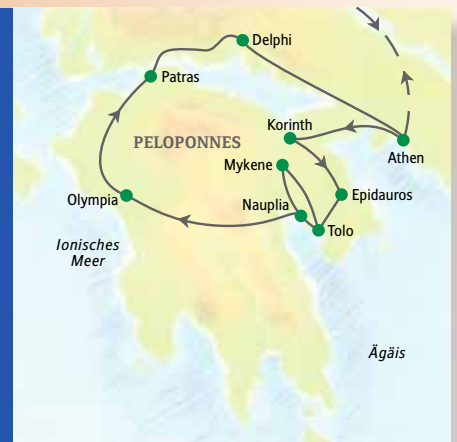 Delphi
Patras
Korinth
PELOPONNES
Athen
Mykene
Epidauros
Olympia
Nauplia
Tolo
Ionisches
Meer
Ägäis